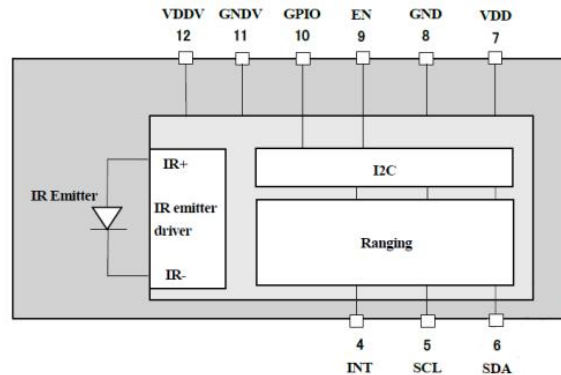 VDDV GNDV GPIO EN GND VDD
12 11 10 9 8 7
IR+
I2C
IR Emitter
IR emitter
driver
Ranging
IR-
4 5 6
INT SCL SDA